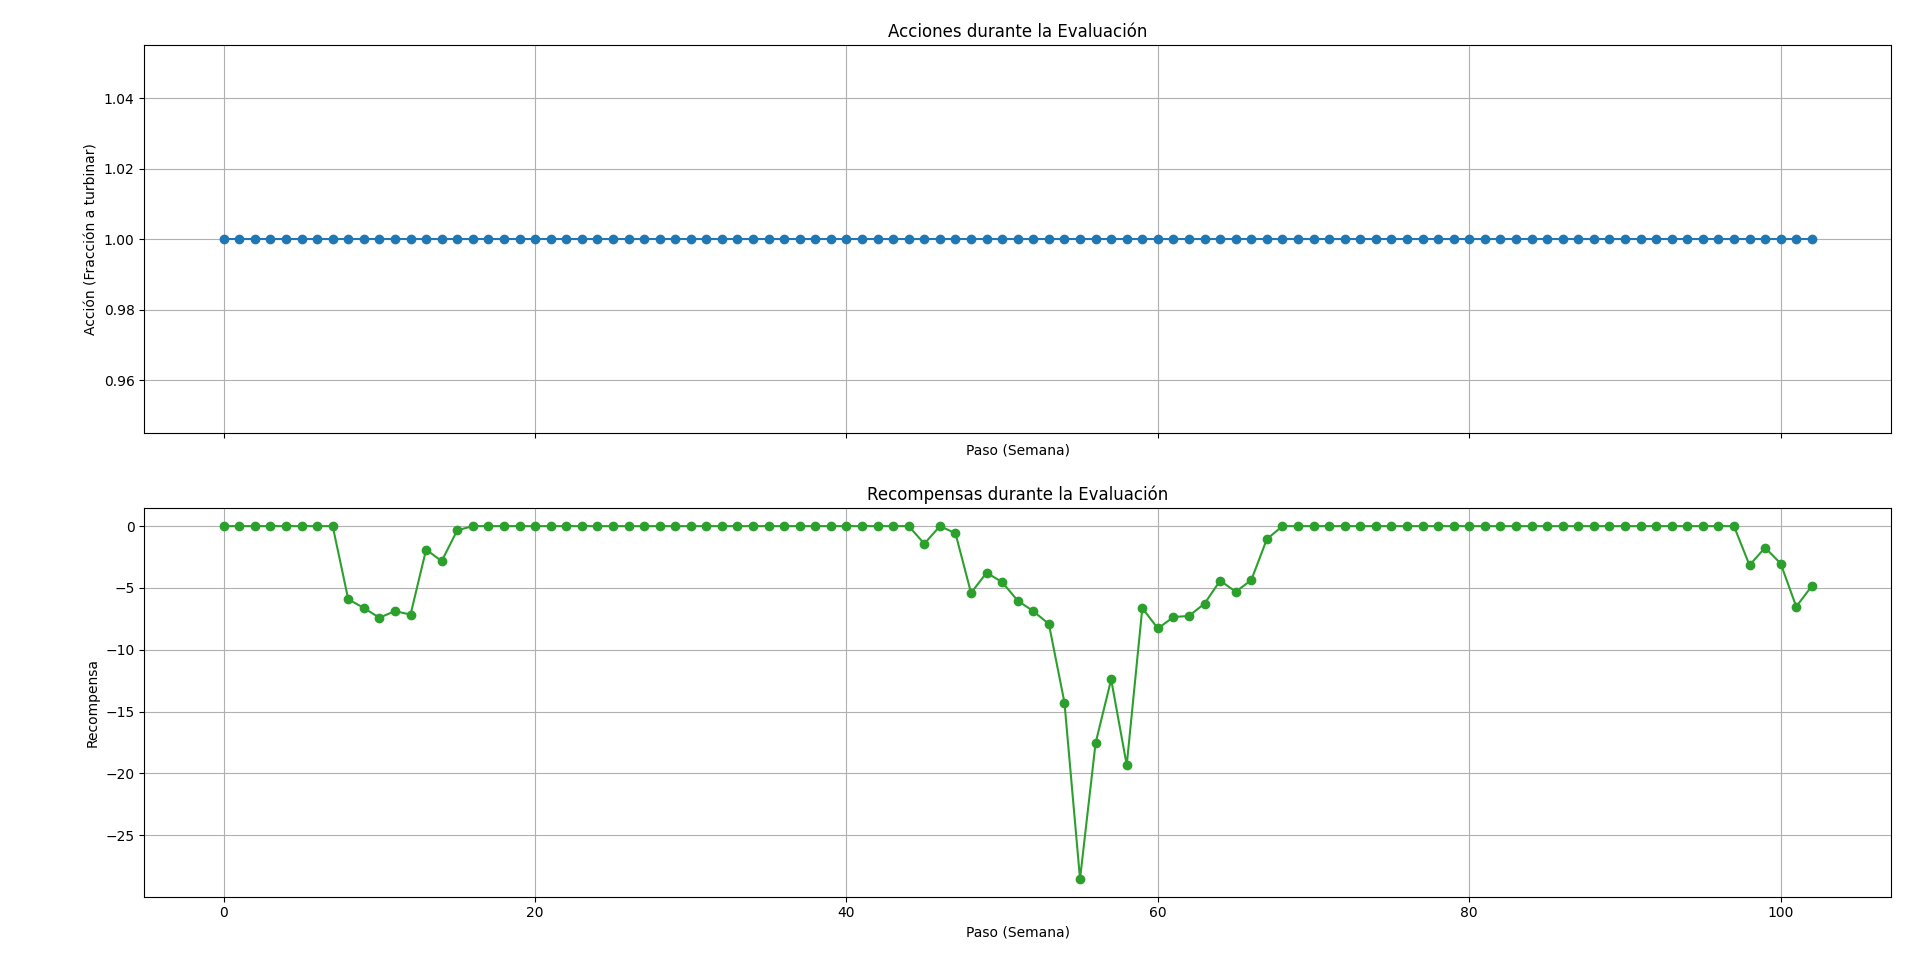 Acciones durante la Evaluación
1.04
1.02
1.00
0.98
0.96
Acción (Fracción a turbinar)
Paso (Semana)
Recompensas durante la Evaluación
0
−5
−10
−15
−20
−25
Recompensa
0 20 40 60 80 100
Paso (Semana)